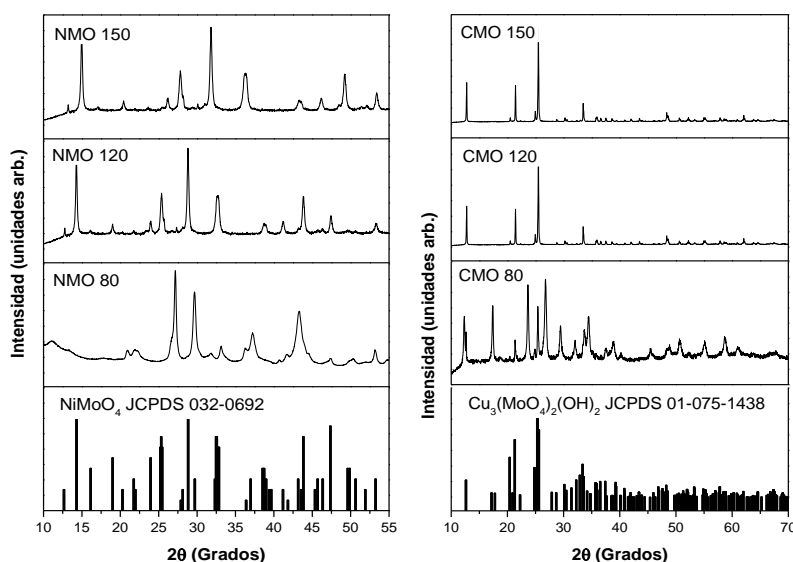 NMO 150
NMO 120
NMO 80
NiMoO₄ JCPDS 032-0692
Intensidad (unidades arb.)
10 15 20 25 30 35 40 45 50 55
2θ (Grados)
CMO 150
CMO 120
CMO 80
Cu₃(MoO₄)₂(OH)₂ JCPDS 01-075-1438
Intensidad (unidades arb.)
10 20 30 40 50 60 70
2θ (Grados)